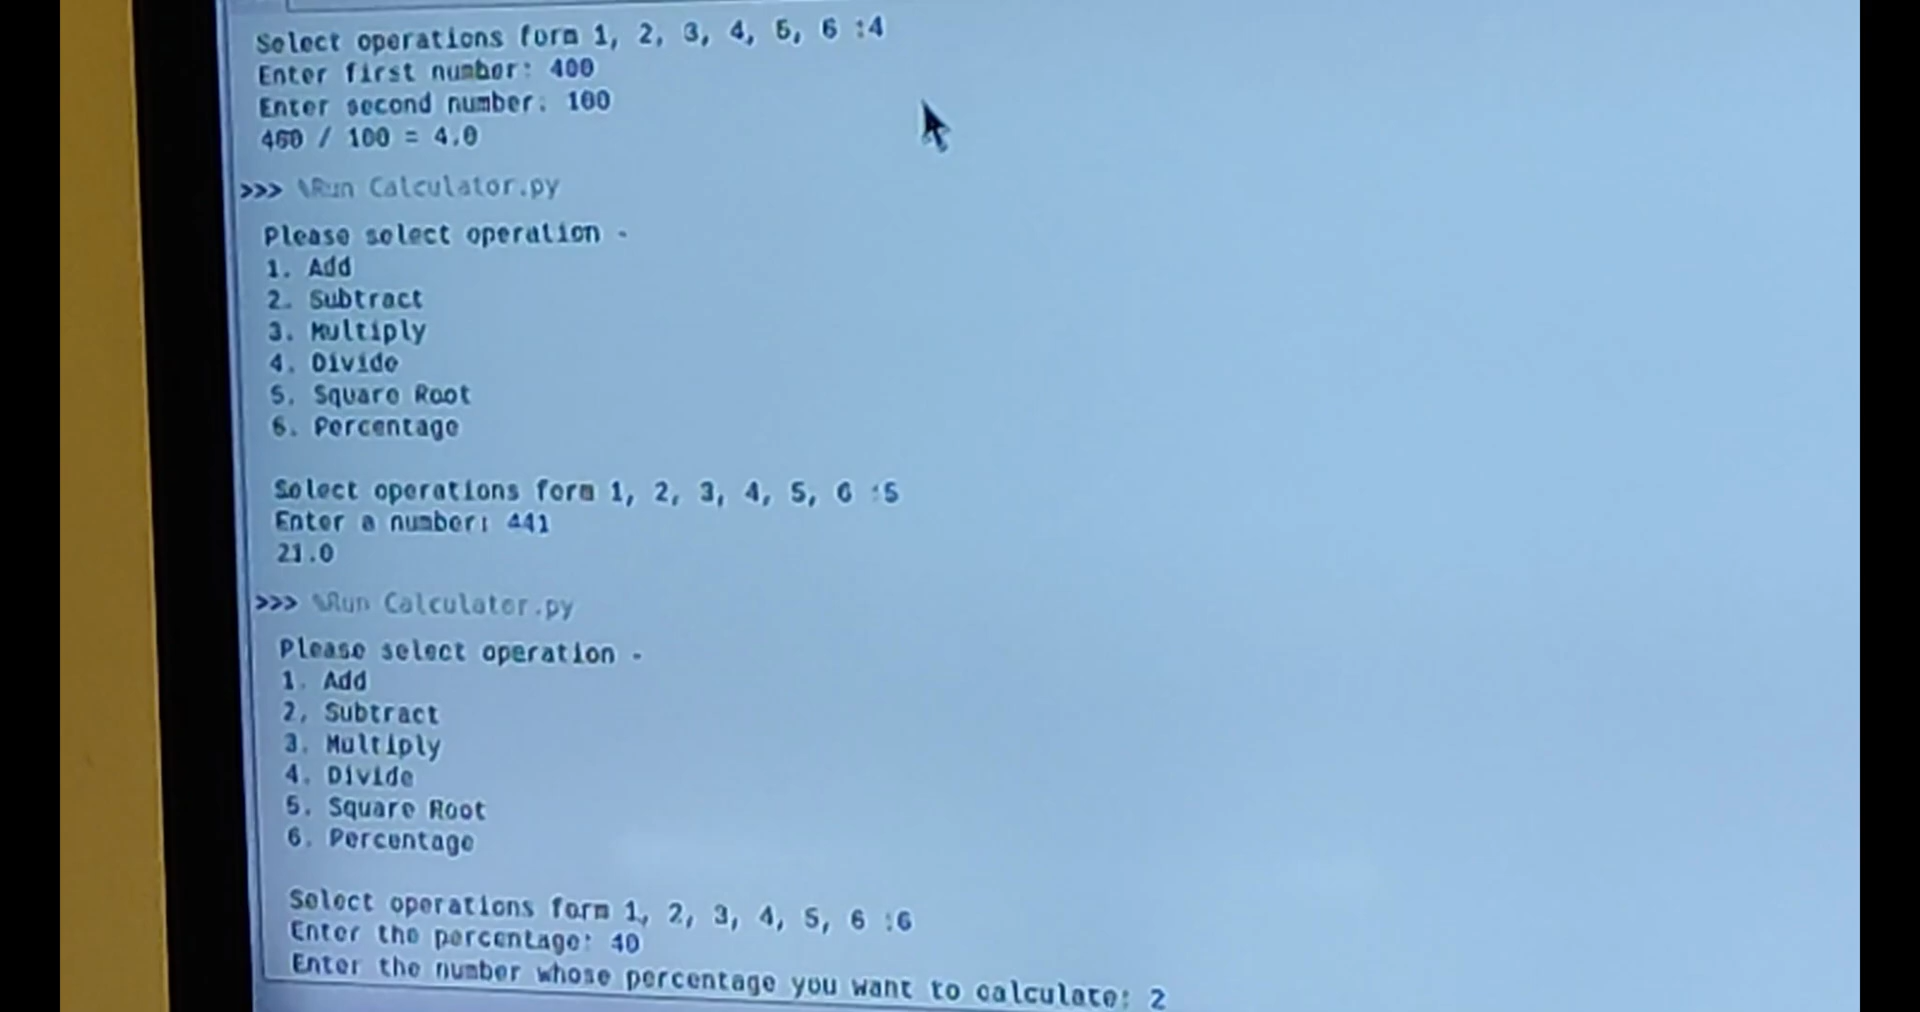 Select operations form 1, 2, 3, 4, 5, 6 :4
Enter first number: 400
Enter second number: 100
400 / 100 = 4.0
>>> %Run Calculator.py
Please select operation -
1. Add
2. Subtract
3. Multiply
4. Divide
5. Square Root
6. Percentage
Select operations form 1, 2, 3, 4, 5, 6 :5
Enter a number: 441
21.0
>>> %Run Calculator.py
Please select operation -
1. Add
2. Subtract
3. Multiply
4. Divide
5. Square Root
6. Percentage
Select operations form 1, 2, 3, 4, 5, 6 :6
Enter the percentage: 40
Enter the number whose percentage you want to calculate: 2